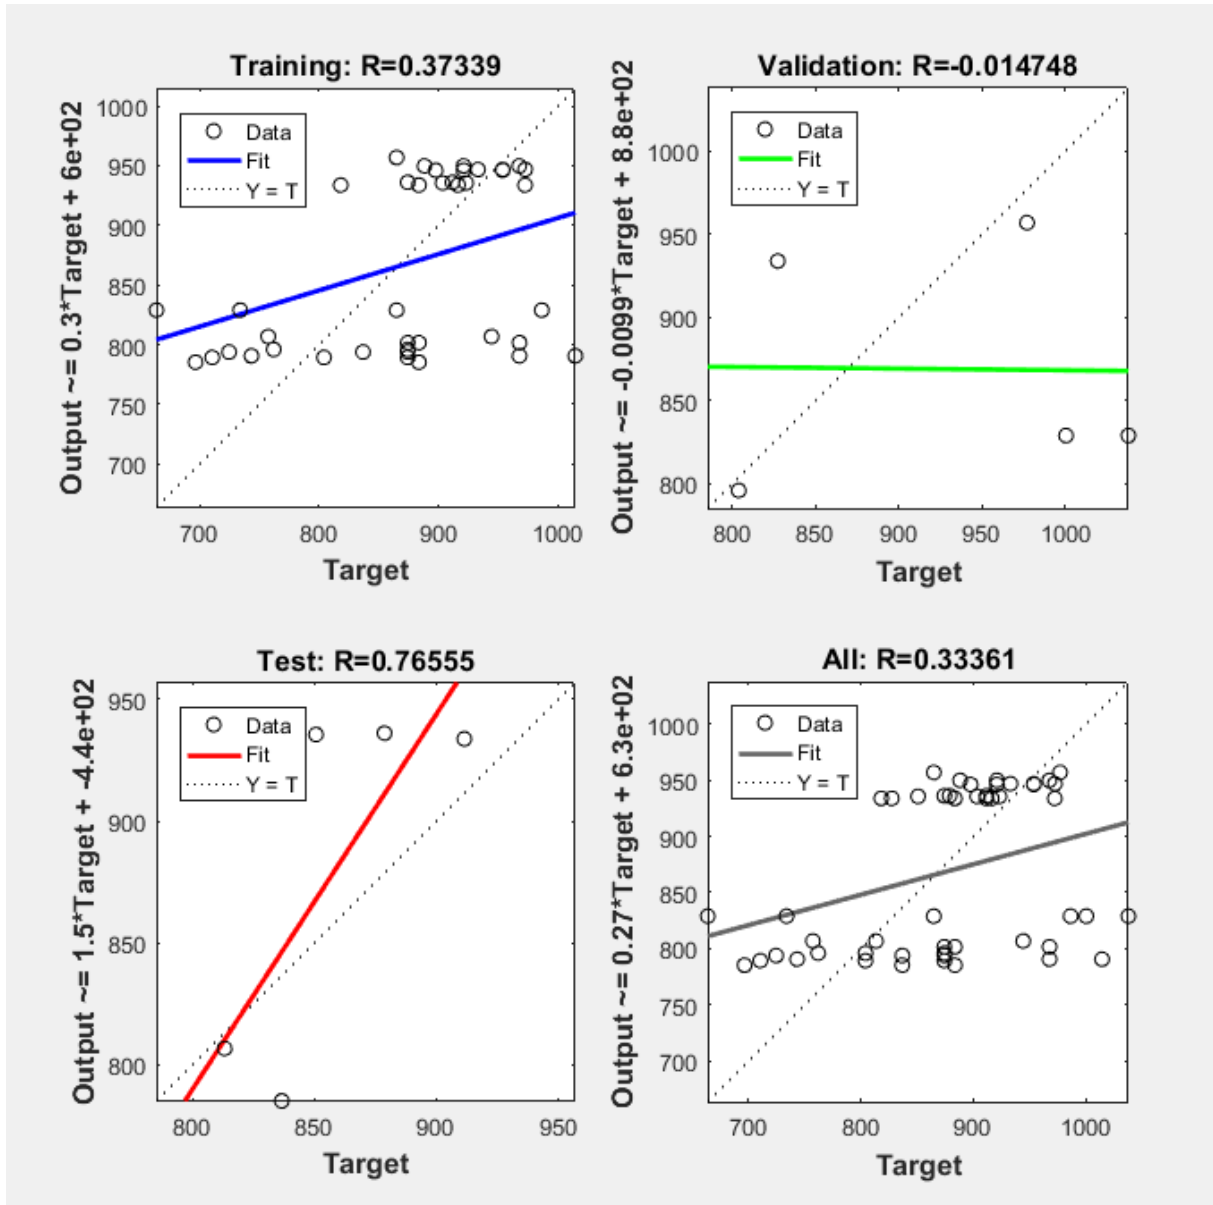 Training: R=0.37339
Output ~= 0.3*Target + 6e+02
1000
950
900
850
800
750
700
Data
Fit
Y = T
700 800 900 1000
Target
Validation: R=-0.014748
Output ~= -0.0099*Target + 8.8e+02
1000
950
900
850
800
Data
Fit
Y = T
800 850 900 950 1000
Target
Test: R=0.76555
Output ~= 1.5*Target + -4.4e+02
950
900
850
800
Data
Fit
Y = T
800 850 900 950
Target
All: R=0.33361
Output ~= 0.27*Target + 6.3e+02
1000
950
900
850
800
750
700
Data
Fit
Y = T
700 800 900 1000
Target